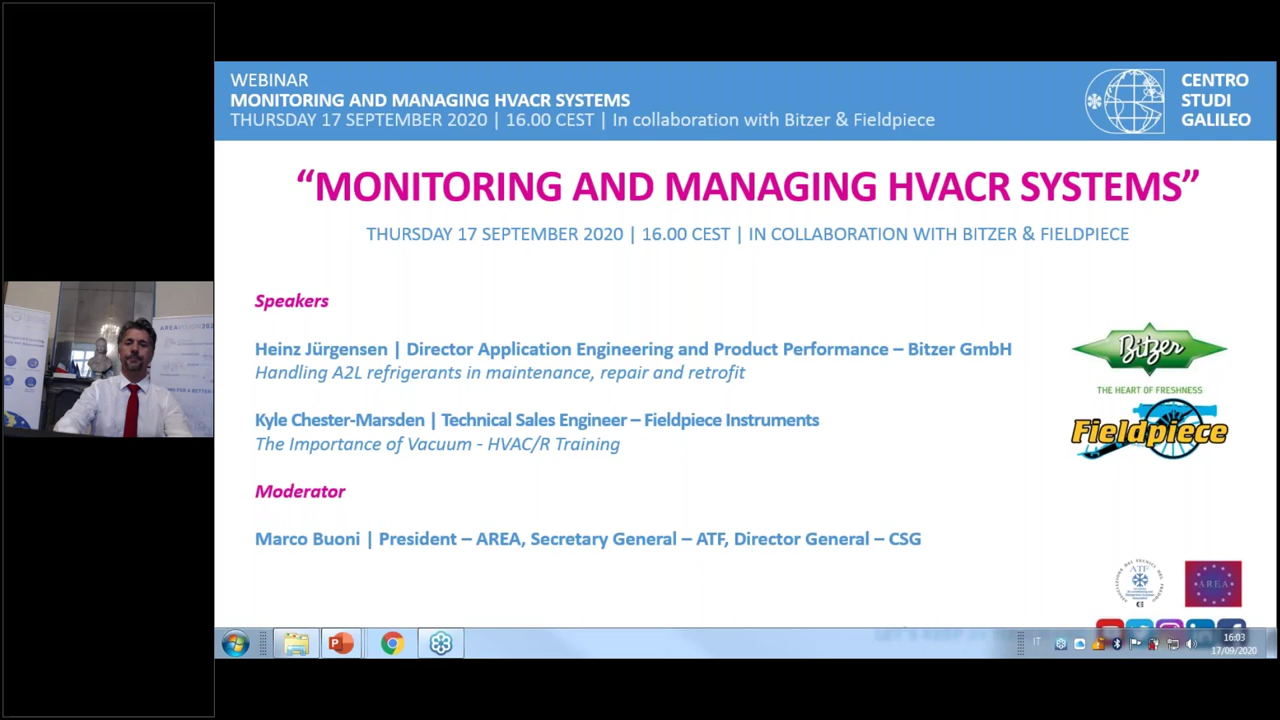 WEBINAR
MONITORING AND MANAGING HVACR SYSTEMS
THURSDAY 17 SEPTEMBER 2020 | 16.00 CEST | In collaboration with Bitzer & Fieldpiece
CENTRO
STUDI
GALILEO
“MONITORING AND MANAGING HVACR SYSTEMS”
THURSDAY 17 SEPTEMBER 2020 | 16.00 CEST | IN COLLABORATION WITH BITZER & FIELDPIECE
Speakers
Heinz Jürgensen | Director Application Engineering and Product Performance – Bitzer GmbH
Handling A2L refrigerants in maintenance, repair and retrofit
Kyle Chester-Marsden | Technical Sales Engineer – Fieldpiece Instruments
The Importance of Vacuum - HVAC/R Training
Moderator
Marco Buoni | President – AREA, Secretary General – ATF, Director General – CSG
Bitzer
THE HEART OF FRESHNESS
Fieldpiece
ATF
AREA
IT
16:03
17/09/2020